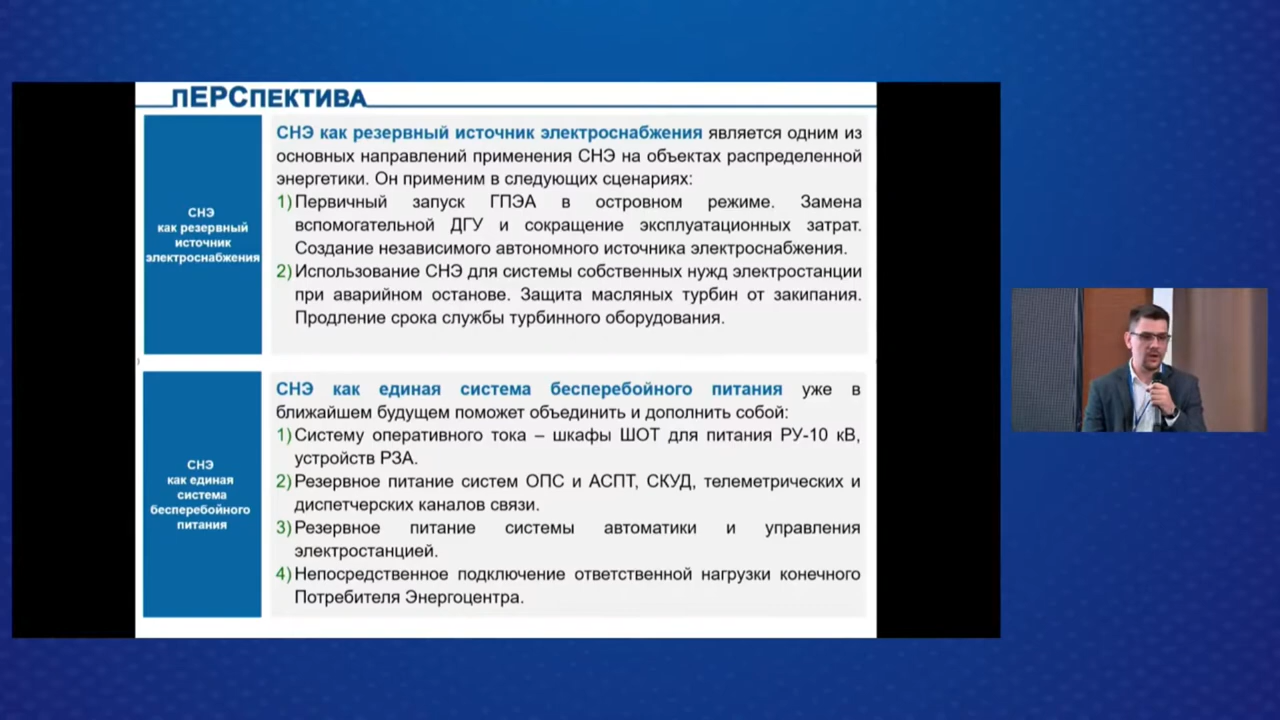 пЕРСпектива
СНЭ
как резервный
источник
электроснабжения
СНЭ как резервный источник электроснабжения является одним из
основных направлений применения СНЭ на объектах распределенной
энергетики. Он применим в следующих сценариях:
1) Первичный запуск ГПЭА в островном режиме. Замена
вспомогательной ДГУ и сокращение эксплуатационных затрат.
Создание независимого автономного источника электроснабжения.
2) Использование СНЭ для системы собственных нужд электростанции
при аварийном останове. Защита масляных турбин от закипания.
Продление срока службы турбинного оборудования.
СНЭ
как единая
система
бесперебойного
питания
СНЭ как единая система бесперебойного питания уже в
ближайшем будущем поможет объединить и дополнить собой:
1) Систему оперативного тока – шкафы ШОТ для питания РУ-10 кВ,
устройств РЗА.
2) Резервное питание систем ОПС и АСПТ, СКУД, телеметрических и
диспетчерских каналов связи.
3) Резервное питание системы автоматики и управления
электростанцией.
4) Непосредственное подключение ответственной нагрузки конечного
Потребителя Энергоцентра.